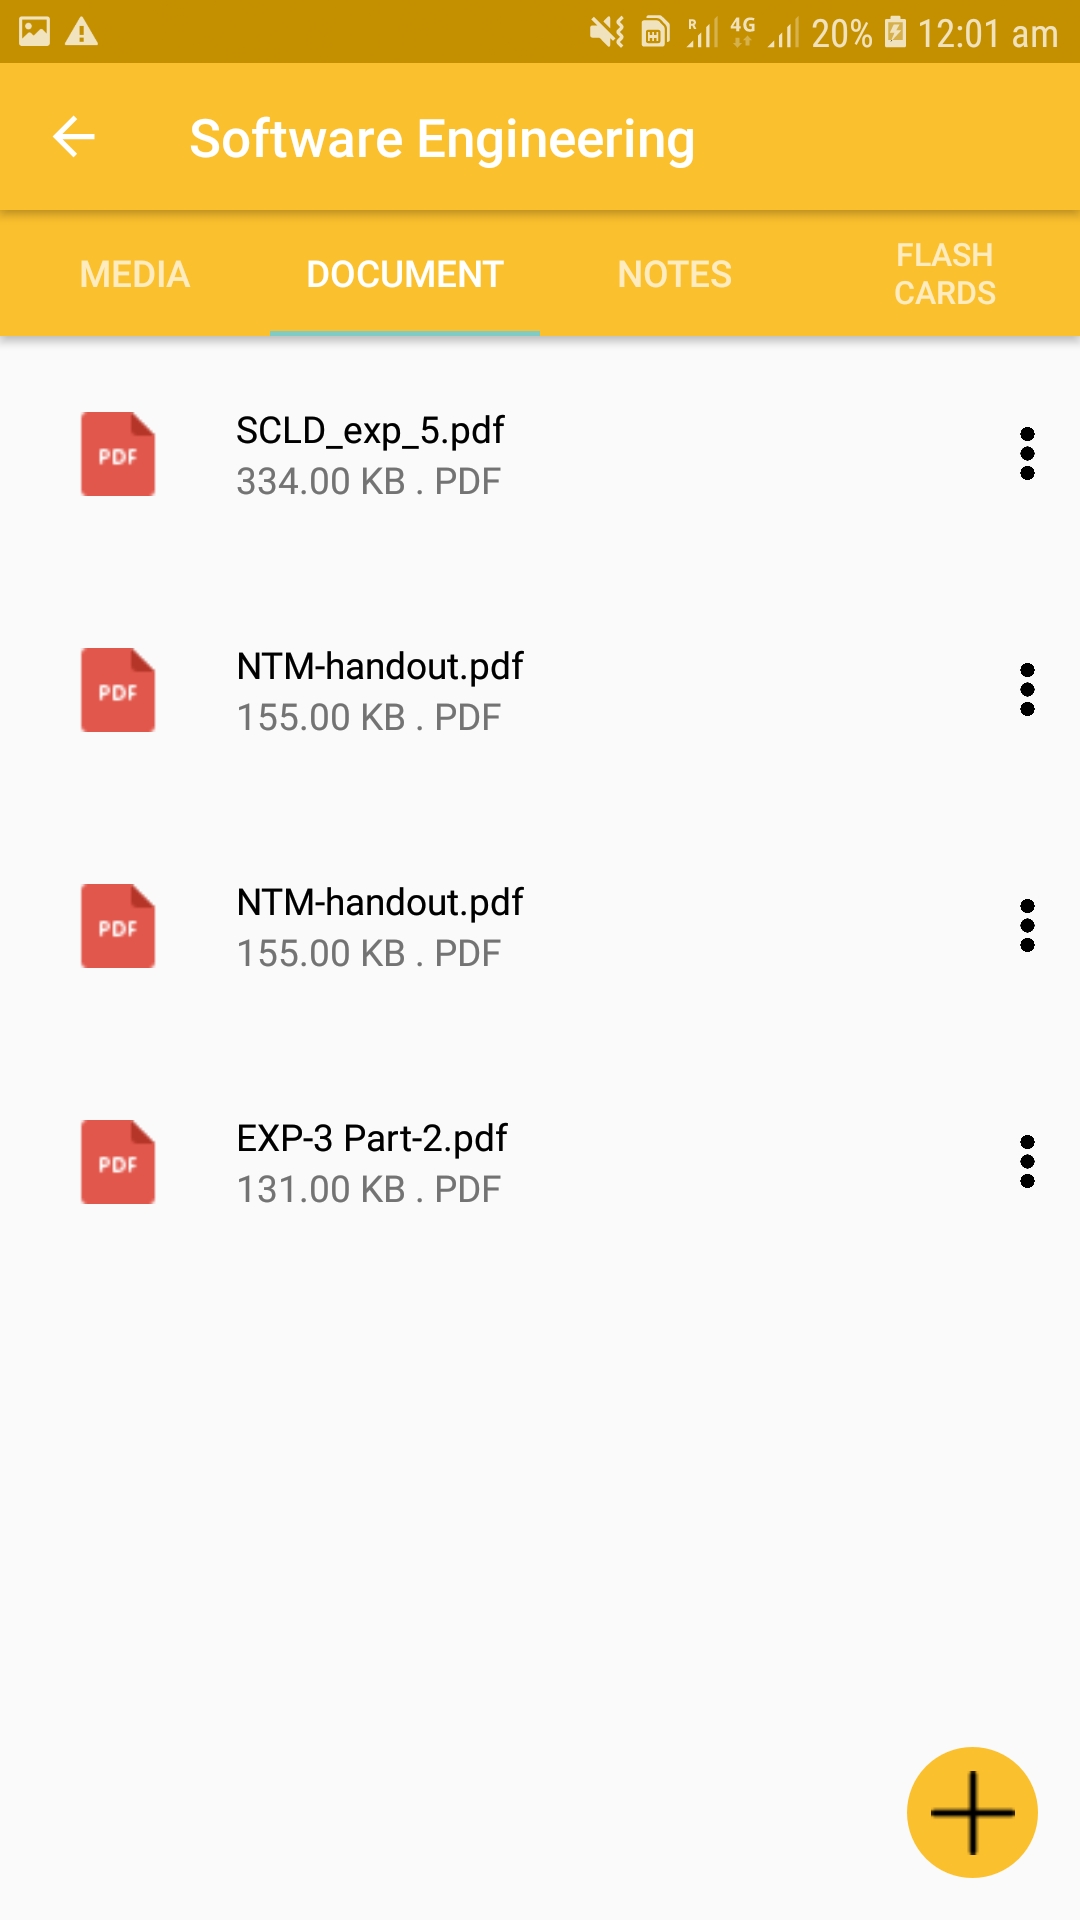 R 4G 20% 12:01 am
Software Engineering
MEDIA DOCUMENT NOTES FLASH CARDS
PDF
SCLD_exp_5.pdf
334.00 KB . PDF
PDF
NTM-handout.pdf
155.00 KB . PDF
PDF
NTM-handout.pdf
155.00 KB . PDF
PDF
EXP-3 Part-2.pdf
131.00 KB . PDF